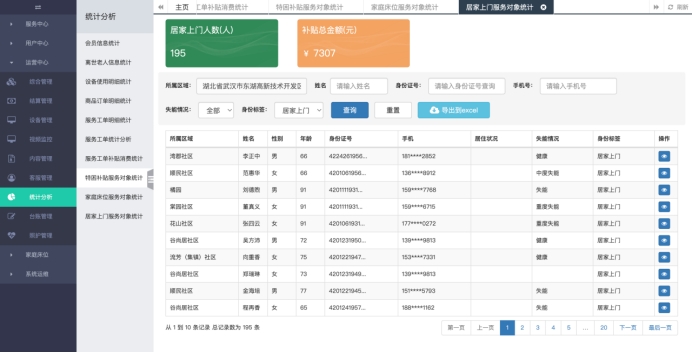 主页 工单补贴消费统计 特困补贴服务对象统计 家庭床位服务对象统计 居家上门服务对象统计 刷新
服务中心
用户中心
运营中心
综合管理
结算管理
设备管理
视频监控
内容管理
客服管理
统计分析
台账管理
照护管理
家庭床位
系统运维
统计分析
会员信息统计
离世老人信息统计
设备使用明细统计
商品订单明细统计
服务工单明细统计
服务工单统计分析
服务工单补贴消费统计
特困补贴服务对象统计
家庭床位服务对象统计
居家上门服务对象统计
居家上门人数(人)
195
补贴总金额(元)
¥ 7307
所属区域: 湖北省武汉市东湖高新技术开发区 姓名 请输入姓名 身份证号: 请输入身份证号查询 手机号: 请输入手机号
失能情况: 全部 身份标签: 居家上门 查询 重置 导出到excel
所属区域 姓名 性别 年龄 身份证号 手机 居住状况 失能情况 身份标签 操作
湾郡社区 李正中 男 66 4224261956... 181****2852 健康 居家上门
曙民社区 范惠华 女 66 4201061956... 136****8912 中度失能 居家上门
橘园 刘德恕 男 4201111931... 159****7768 失能 居家上门
菜园社区 董真义 女 4201111931... 159****6715 重度失能 居家上门
花山社区 张四云 女 91 4201061931... 177****0272 重度失能 居家上门
谷尚居社区 吴方沛 男 72 4201231950... 139****9813 健康 居家上门
流芳（集镇）社区 向重香 女 75 4201221947... 153****7331 健康 居家上门
谷尚居社区 郑瑞琳 女 73 4201231949... 139****9813 居家上门
曙民社区 金海垣 男 77 4201221945... 151****5793 失能 居家上门
谷尚居社区 程再香 女 65 4201241957... 188****1162 失能 居家上门
从 1 到 10 条记录 总记录数为 195 条 第一页 上一页 1 2 3 4 5 ... 20 下一页 最后一页